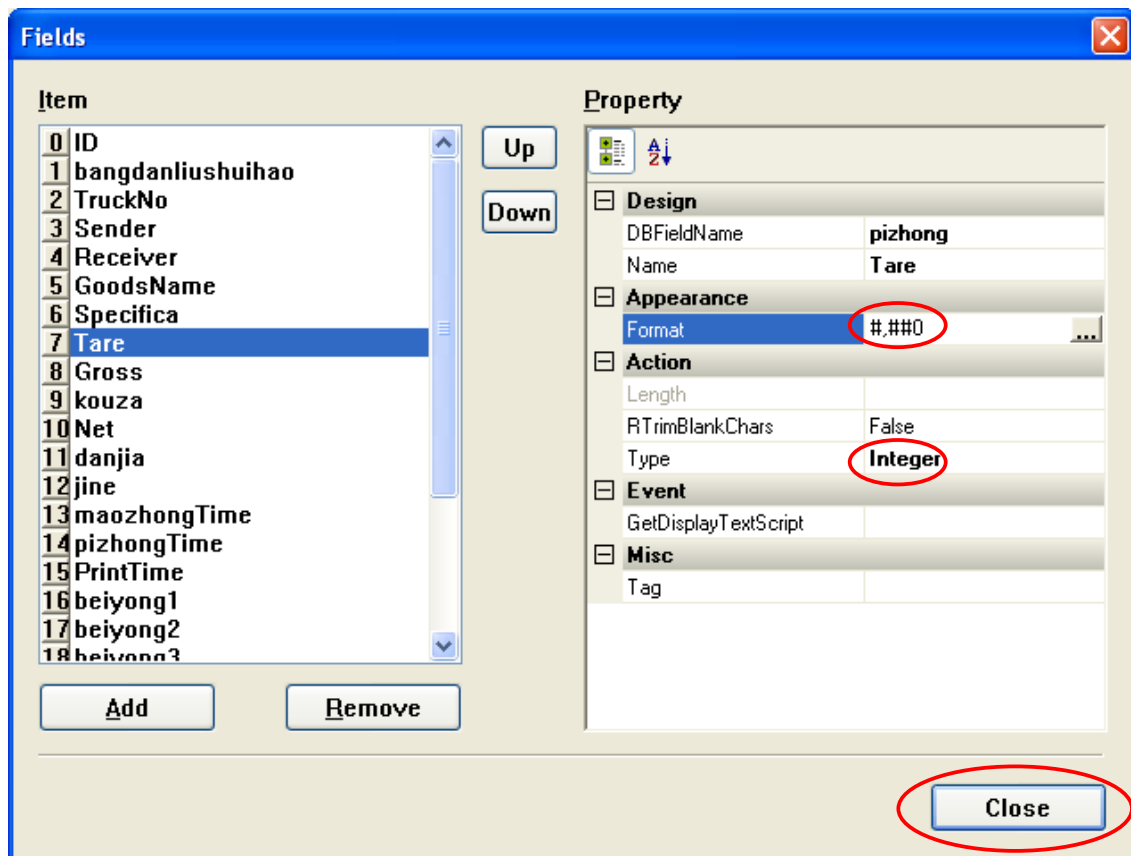 Fields
Item
0 ID
1 bangdanliushuihao
2 TruckNo
3 Sender
4 Receiver
5 GoodsName
6 Specifica
7 Tare
8 Gross
9 kouza
10 Net
11 danjia
12 jine
13 maozhongTime
14 pizhongTime
15 PrintTime
16 beiyong1
17 beiyong2
18 beiyong3
Add
Remove
Up
Down
Property
Design
DBFieldName pizhong
Name Tare
Appearance
Format #,##0 ...
Action
Length
RTrimBlankChars False
Type Integer
Event
GetDisplayTextScript
Misc
Tag
Close